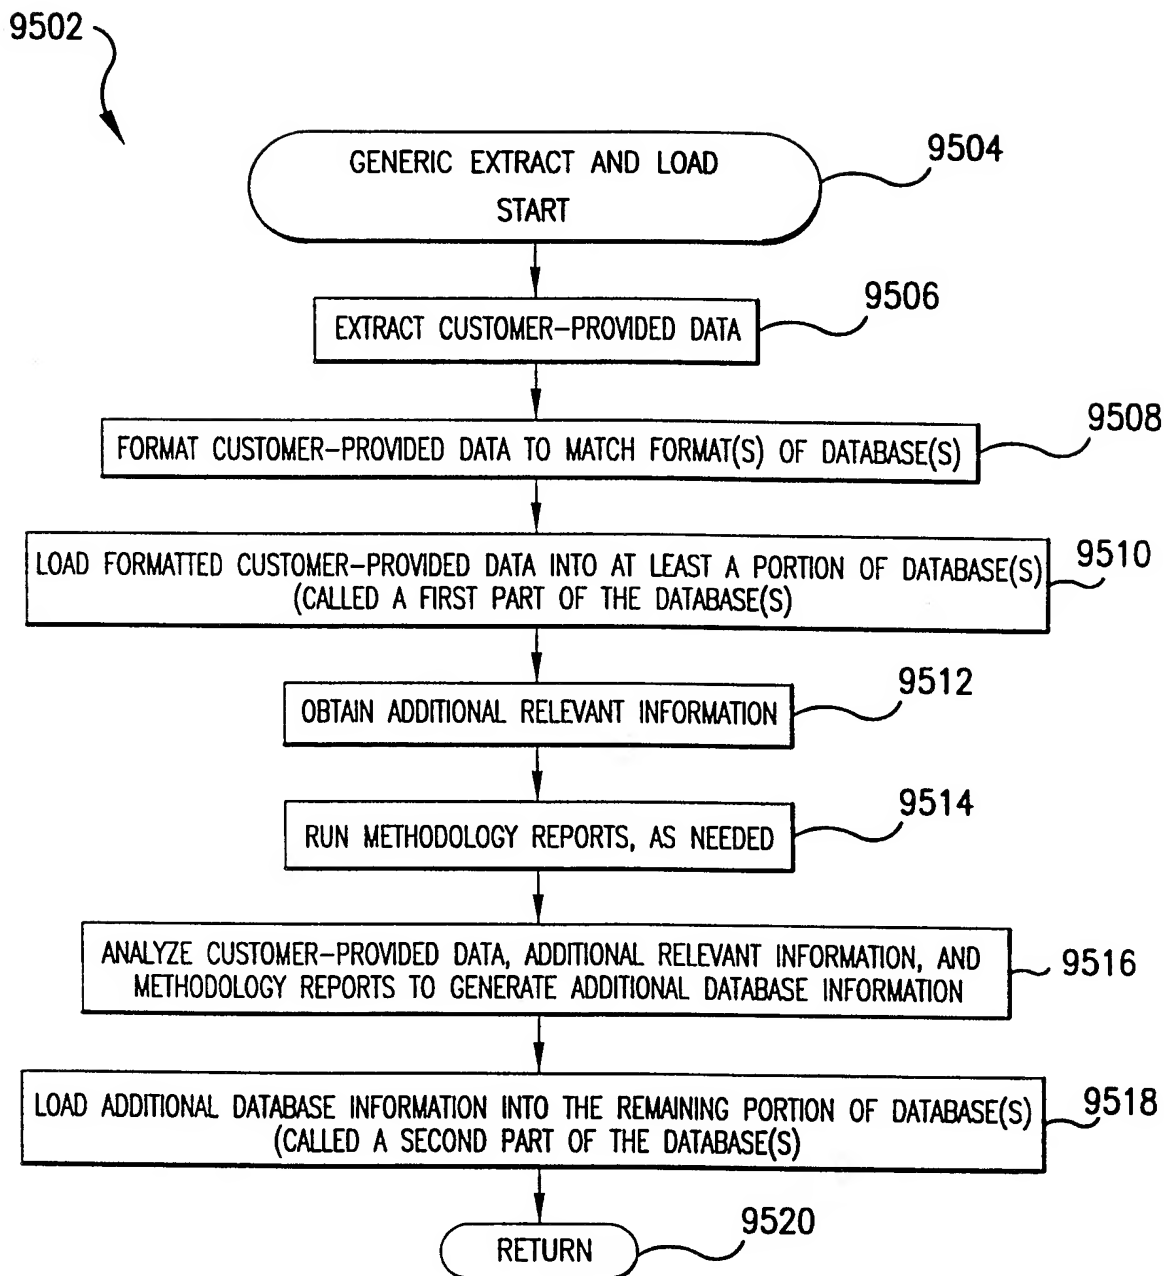 9502
GENERIC EXTRACT AND LOAD
START
9504
EXTRACT CUSTOMER-PROVIDED DATA
9506
FORMAT CUSTOMER-PROVIDED DATA TO MATCH FORMAT(S) OF DATABASE(S)
9508
LOAD FORMATTED CUSTOMER-PROVIDED DATA INTO AT LEAST A PORTION OF DATABASE(S)
(CALLED A FIRST PART OF THE DATABASE(S)
9510
OBTAIN ADDITIONAL RELEVANT INFORMATION
9512
RUN METHODOLOGY REPORTS, AS NEEDED
9514
ANALYZE CUSTOMER-PROVIDED DATA, ADDITIONAL RELEVANT INFORMATION, AND
METHODOLOGY REPORTS TO GENERATE ADDITIONAL DATABASE INFORMATION
9516
LOAD ADDITIONAL DATABASE INFORMATION INTO THE REMAINING PORTION OF DATABASE(S)
(CALLED A SECOND PART OF THE DATABASE(S)
9518
RETURN
9520